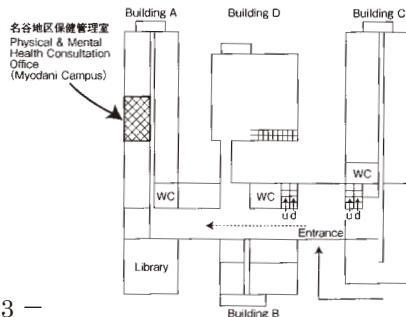 Building A
Building D
Building C
名谷地区保健管理室
Physical & Mental
Health Consultation
Office
(Myodani Campus)
WC
WC
WC
u d
u d
Entrance
Library
Building B
3 −